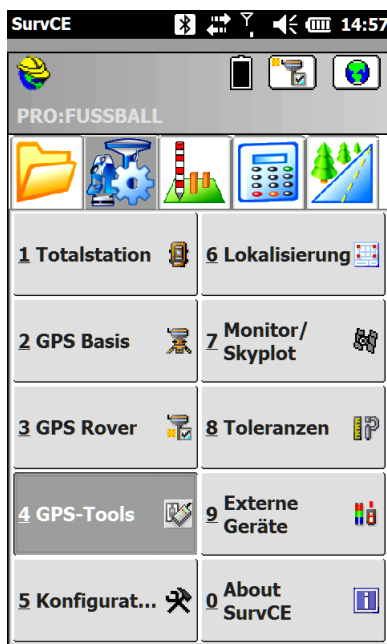 SurvCE 14:57
PRO:FUSSBALL
1 Totalstation
6 Lokalisierung
2 GPS Basis
7 Monitor/
Skyplot
3 GPS Rover
8 Toleranzen
4 GPS-Tools
9 Externe
Geräte
5 Konfigurat...
0 About
SurvCE